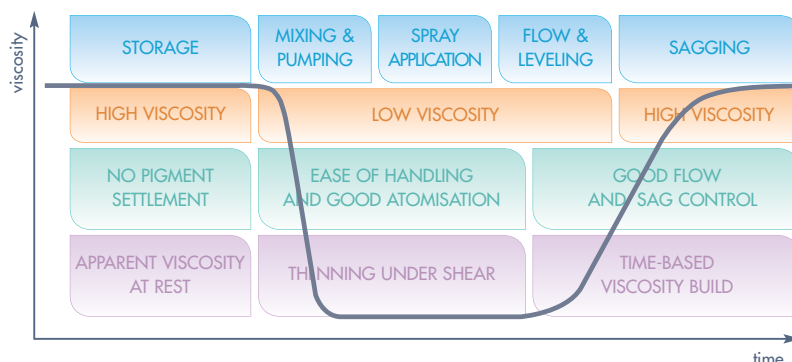 viscosity
STORAGE
MIXING &
PUMPING
SPRAY
APPLICATION
FLOW &
LEVELING
SAGGING
HIGH VISCOSITY
LOW VISCOSITY
HIGH VISCOSITY
NO PIGMENT
SETTLEMENT
EASE OF HANDLING
AND GOOD ATOMISATION
GOOD FLOW
AND SAG CONTROL
APPARENT VISCOSITY
AT REST
THINNING UNDER SHEAR
TIME-BASED
VISCOSITY BUILD
time